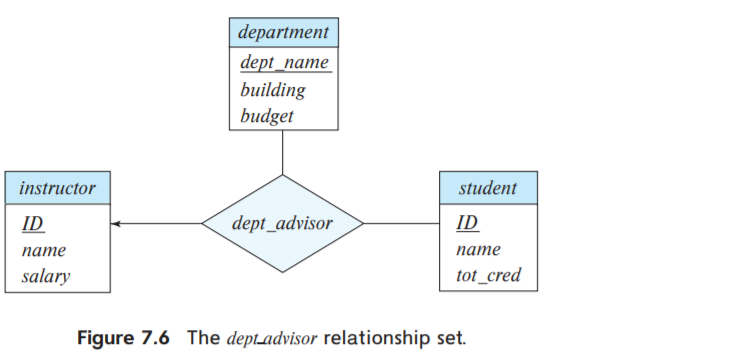 department
dept_name
building
budget
instructor
ID
name
salary
dept_advisor
student
ID
name
tot_cred
Figure 7.6 The dept_advisor relationship set.